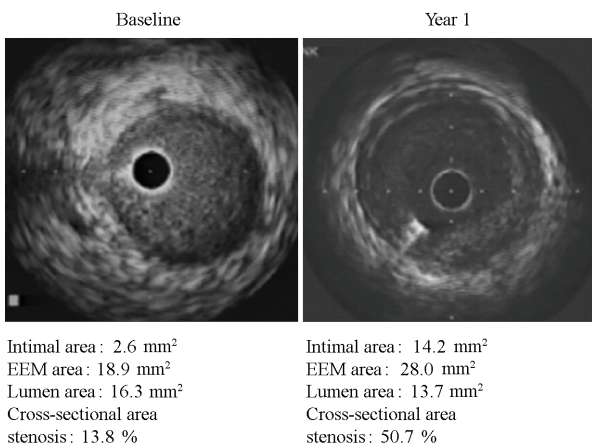 Baseline
Year 1
Intimal area: 2.6 mm²
EEM area: 18.9 mm²
Lumen area: 16.3 mm²
Cross-sectional area
stenosis: 13.8 %
Intimal area: 14.2 mm²
EEM area: 28.0 mm²
Lumen area: 13.7 mm²
Cross-sectional area
stenosis: 50.7 %